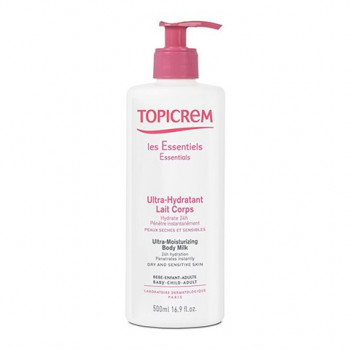 TOPICREM
les Essentiels
Essentials
Ultra-Hydratant
Lait Corps
Hydrate 24h
Pénètre instantanément
PEAUX SÈCHES ET SENSIBLES
Ultra-Moisturizing
Body Milk
24h hydration
Penetrates instantly
DRY AND SENSITIVE SKIN
BÉBÉ-ENFANT-ADULTE
BABY-CHILD-ADULT
LABORATOIRE DERMATOLOGIQUE
PARIS
500ml 16.9 fl.oz.